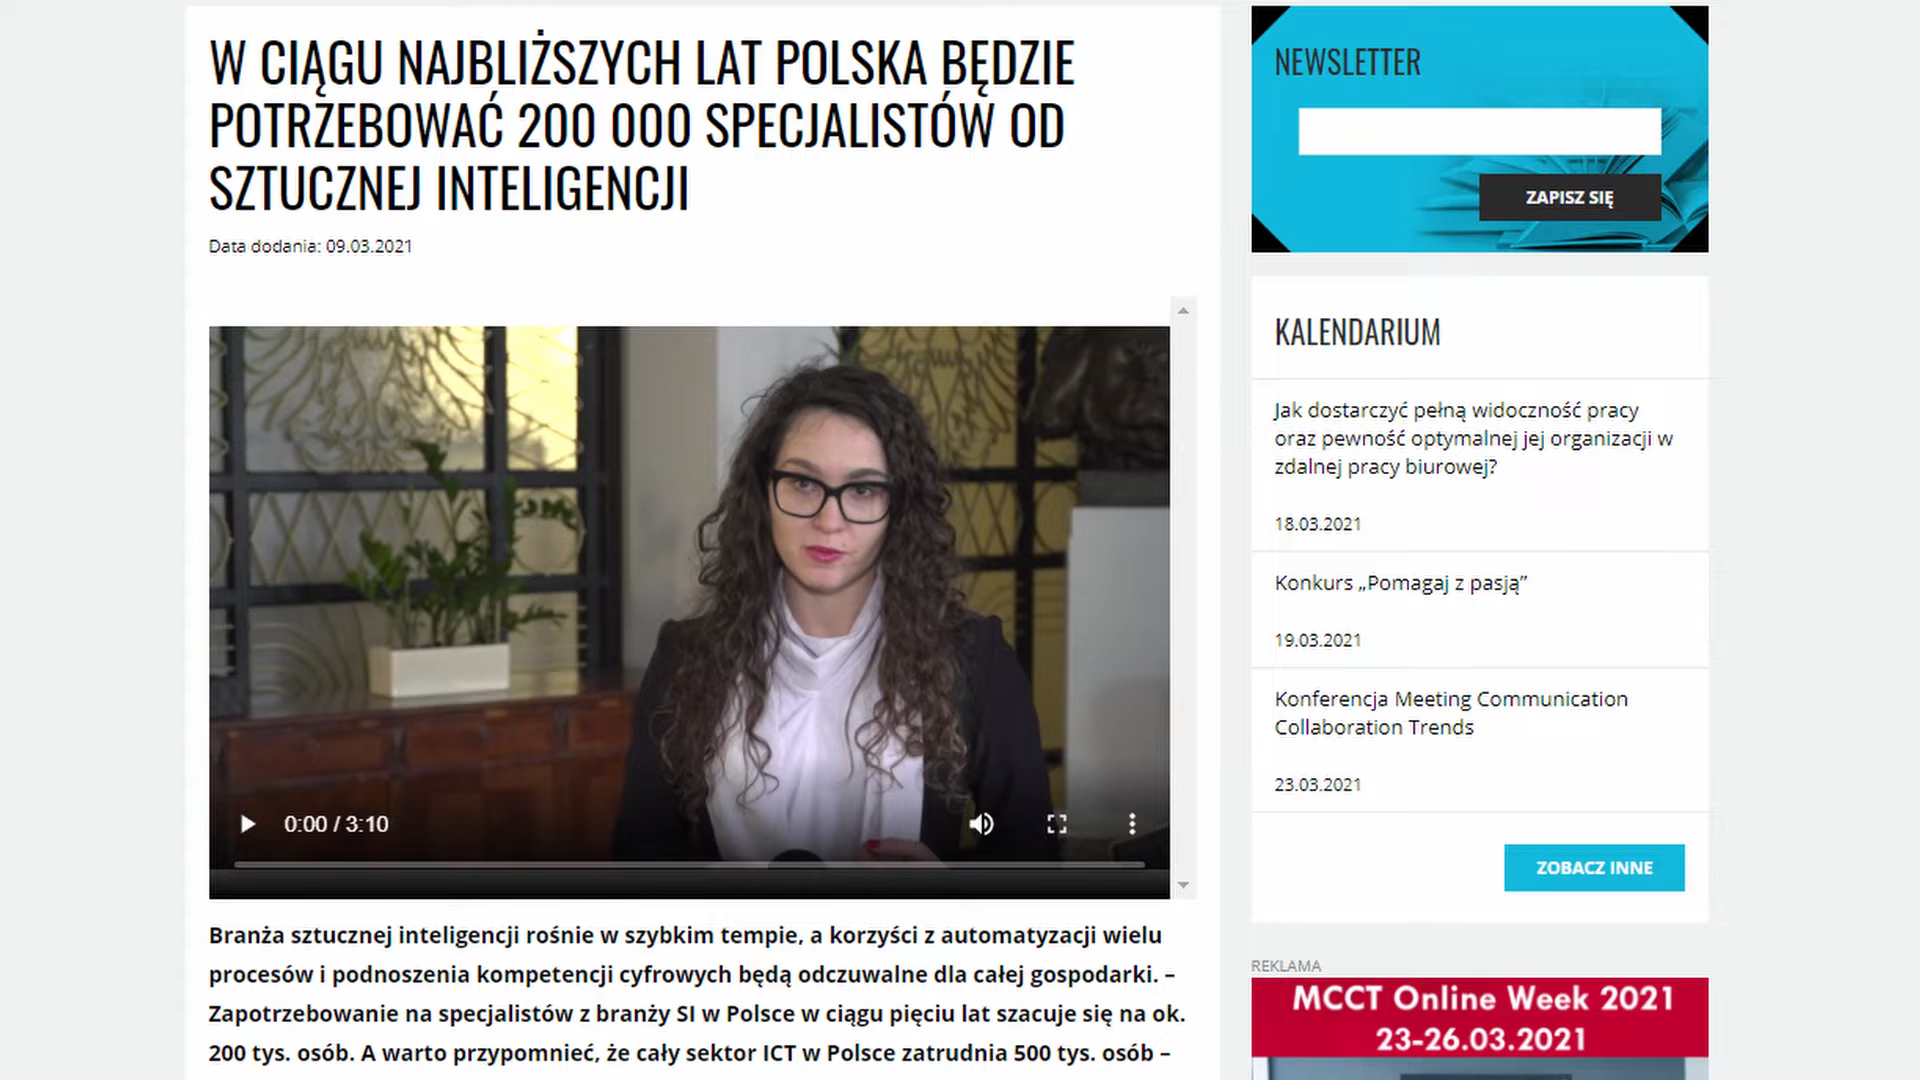 W CIĄGU NAJBLIŻSZYCH LAT POLSKA BĘDZIE
POTRZEBOWAĆ 200 000 SPECJALISTÓW OD
SZTUCZNEJ INTELIGENCJI
Data dodania: 09.03.2021
0:00 / 3:10
Branża sztucznej inteligencji rośnie w szybkim tempie, a korzyści z automatyzacji wielu
procesów i podnoszenia kompetencji cyfrowych będą odczuwalne dla całej gospodarki. –
Zapotrzebowanie na specjalistów z branży SI w Polsce w ciągu pięciu lat szacuje się na ok.
200 tys. osób. A warto przypomnieć, że cały sektor ICT w Polsce zatrudnia 500 tys. osób –
NEWSLETTER
ZAPISZ SIĘ
KALENDARIUM
Jak dostarczyć pełną widoczność pracy
oraz pewność optymalnej jej organizacji w
zdalnej pracy biurowej?
18.03.2021
Konkurs „Pomagaj z pasją”
19.03.2021
Konferencja Meeting Communication
Collaboration Trends
23.03.2021
ZOBACZ INNE
REKLAMA
MCCT Online Week 2021
23-26.03.2021